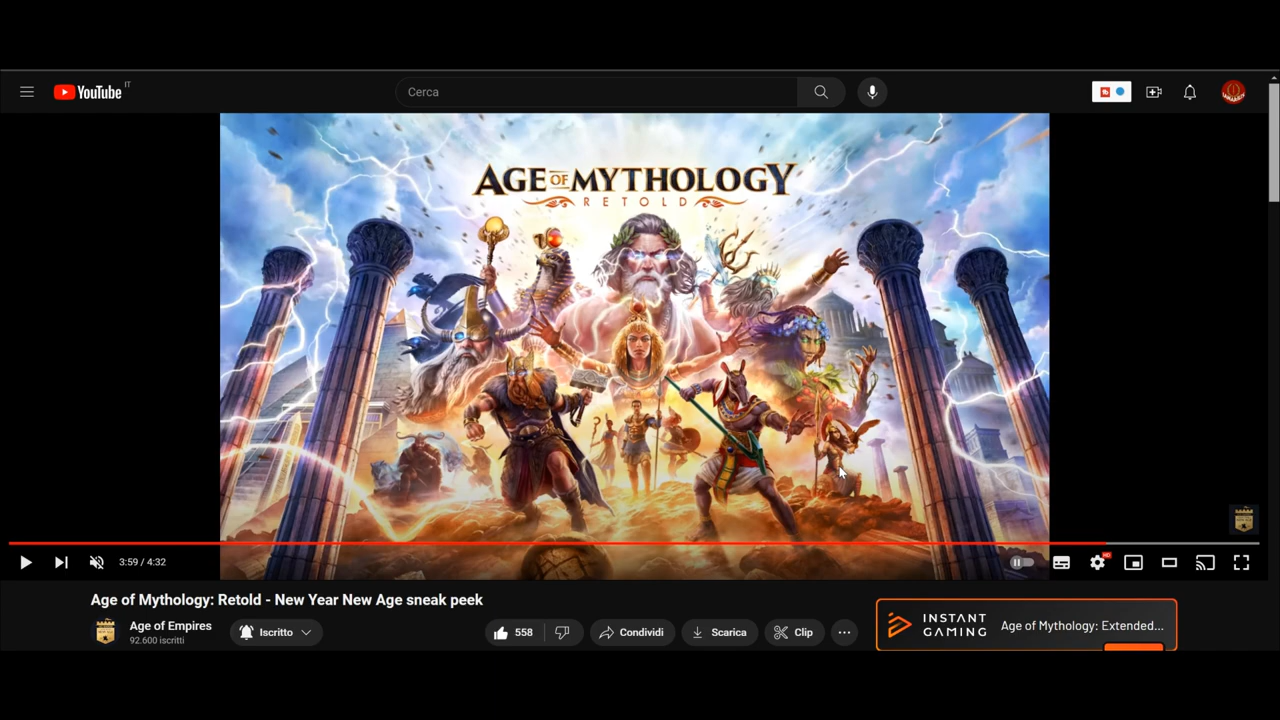 YouTube IT
Cerca
AGE OF MYTHOLOGY
RETOLD
3:59 / 4:32
HD
Age of Mythology: Retold - New Year New Age sneak peek
Age of Empires
92.600 iscritti
Iscritto
558
Condividi
Scarica
Clip
INSTANT
GAMING
Age of Mythology: Extended...